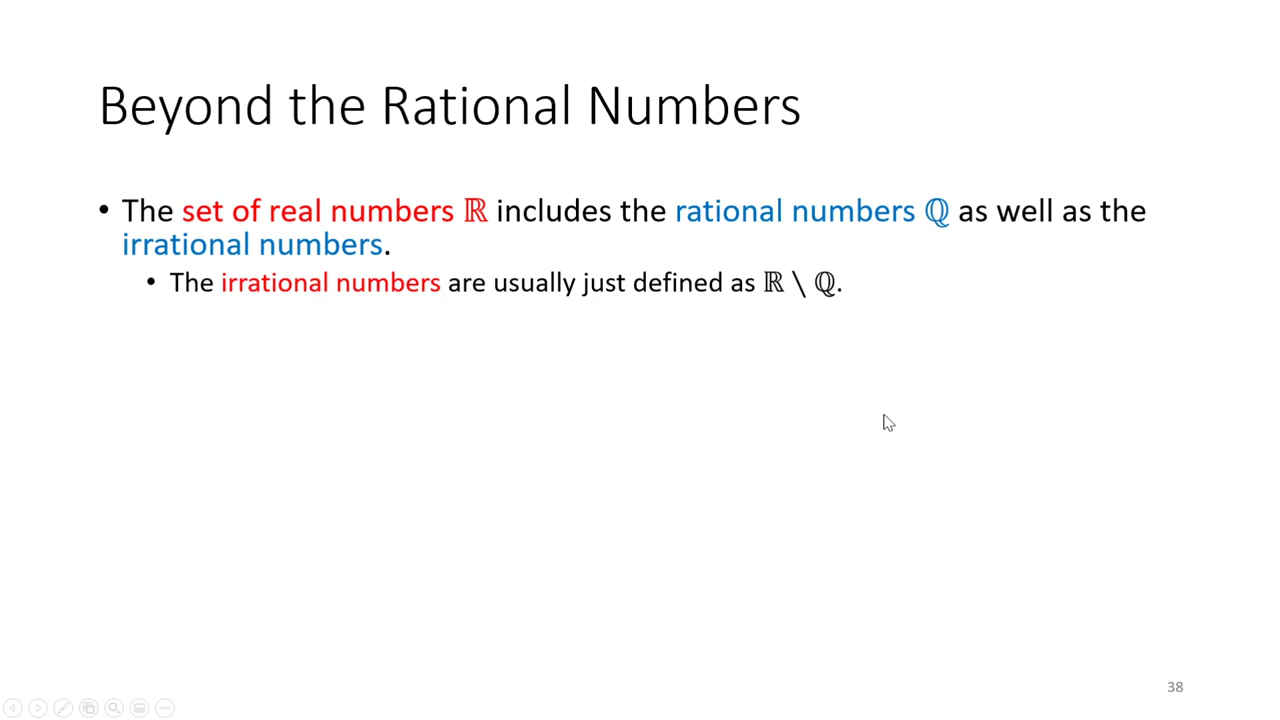 Beyond the Rational Numbers
• The set of real numbers ℝ includes the rational numbers ℚ as well as the
irrational numbers.
• The irrational numbers are usually just defined as ℝ \ ℚ.
38